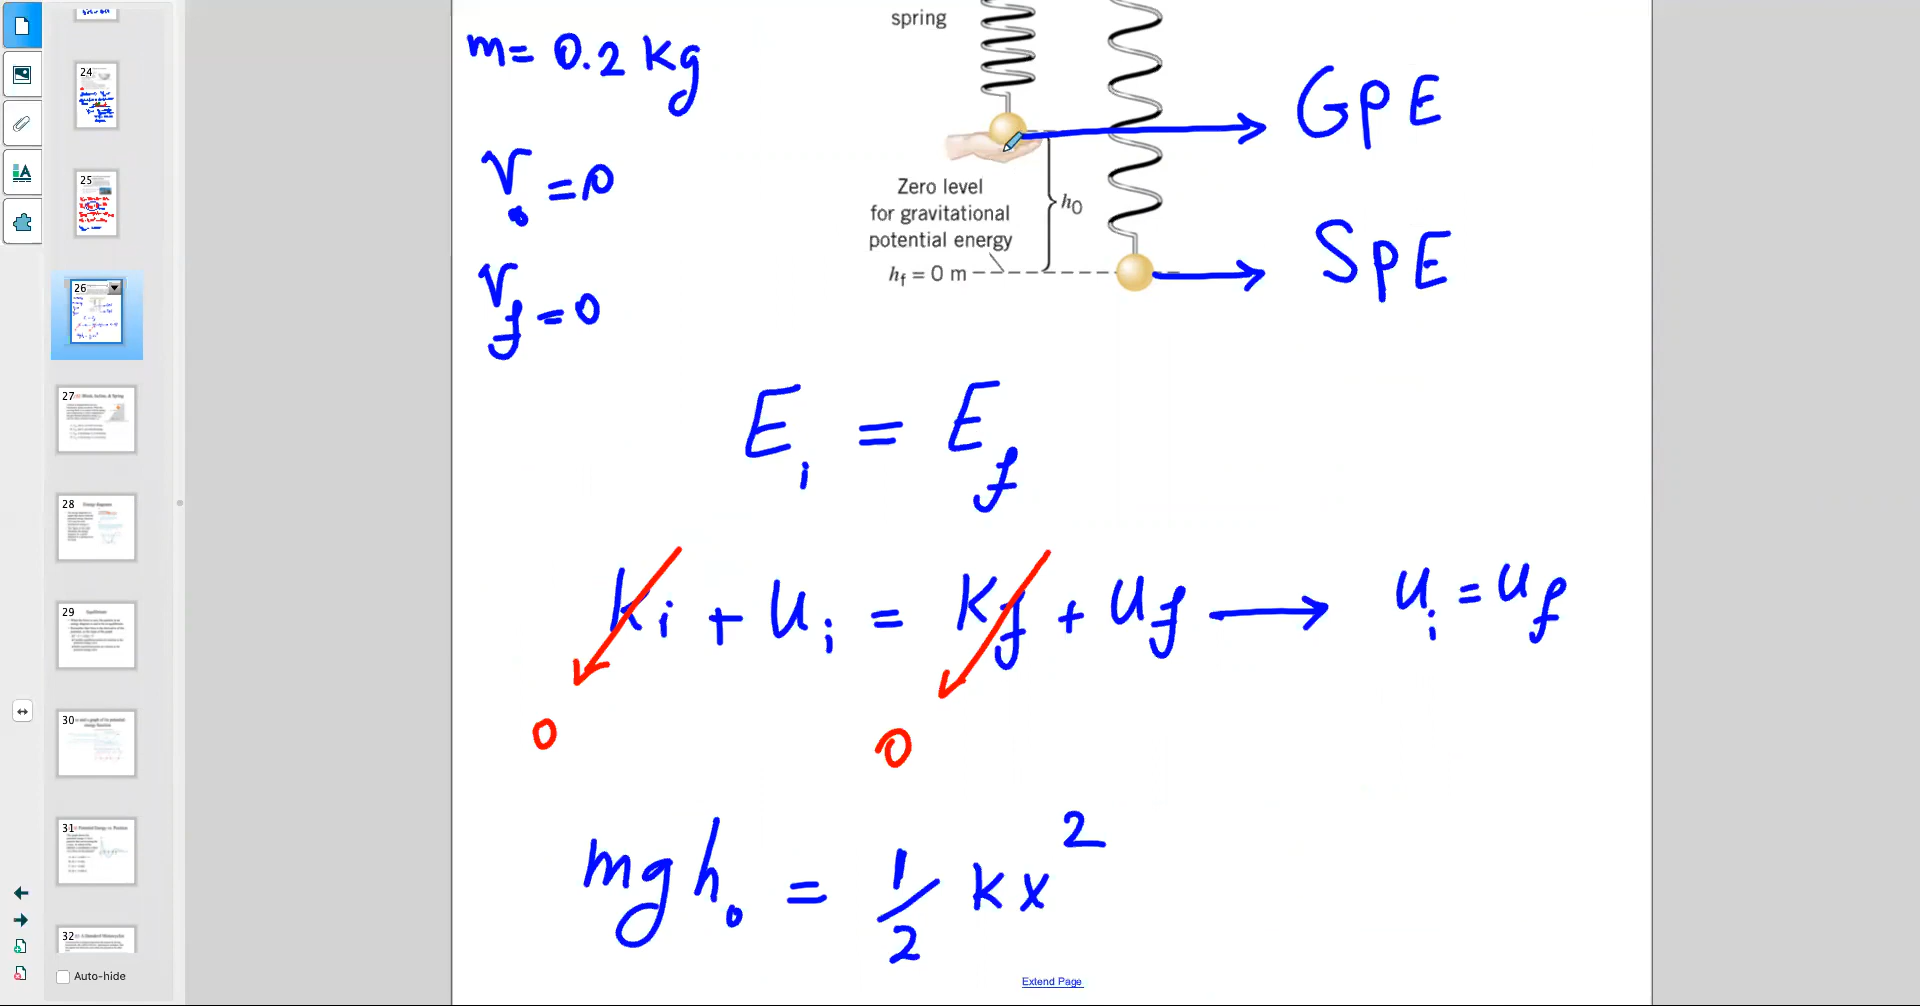 spring
m = 0.2 kg
GPE
V₀ = 0
Zero level
for gravitational
potential energy
h₀
h_f = 0 m
SPE
V_f = 0
E_i = E_f
K_i + U_i = K_f + U_f → U_i = U_f
0
0
mgh₀ = 1/2 kx²
Extend Page
24
25
26
27
28
29
30
31
32
Auto-hide